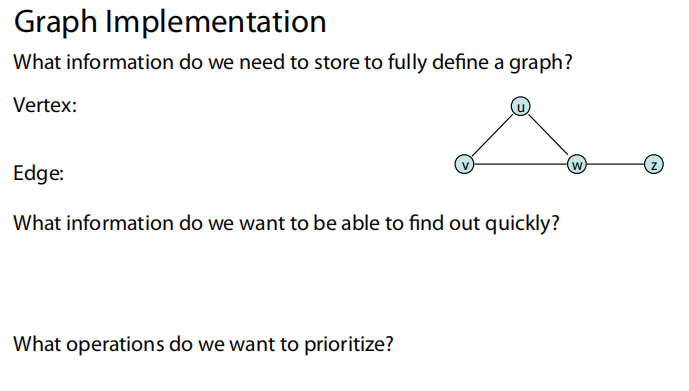 Graph Implementation
What information do we need to store to fully define a graph?
Vertex:
u
v
w
z
Edge:
What information do we want to be able to find out quickly?
What operations do we want to prioritize?